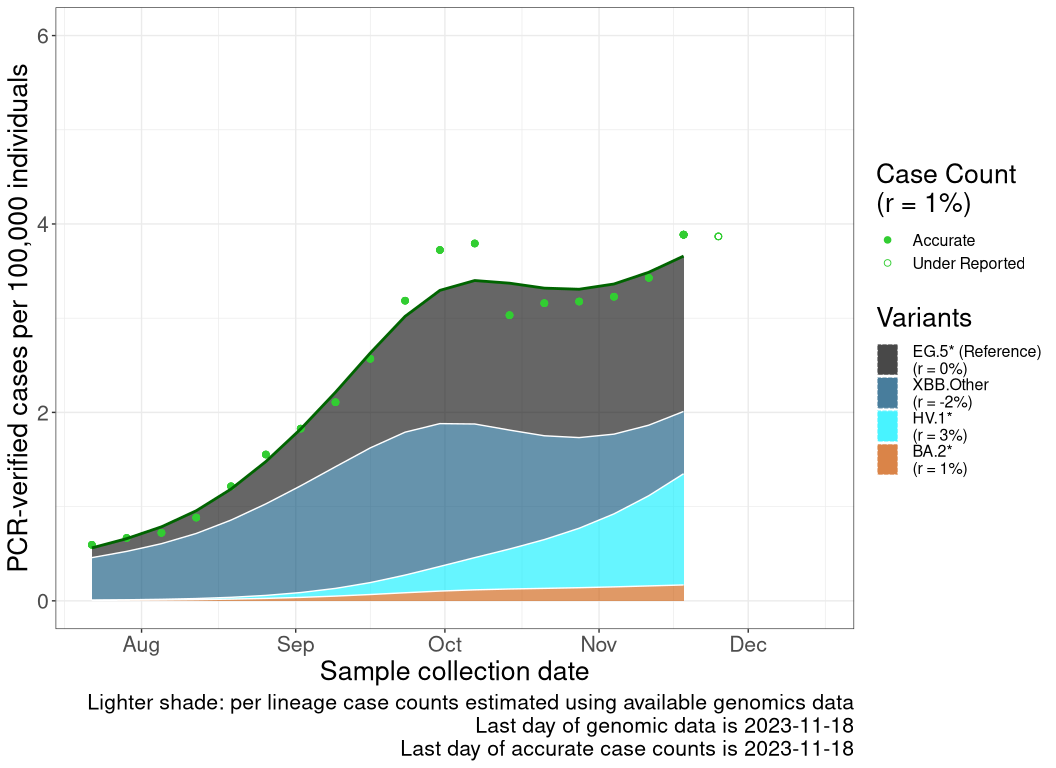 PCR-verified cases per 100,000 individuals
6
4
2
0
Aug Sep Oct Nov Dec
Sample collection date
Lighter shade: per lineage case counts estimated using available genomics data
Last day of genomic data is 2023-11-18
Last day of accurate case counts is 2023-11-18
Case Count
(r = 1%)
Accurate
Under Reported
Variants
EG.5* (Reference)
(r = 0%)
XBB.Other
(r = -2%)
HV.1*
(r = 3%)
BA.2*
(r = 1%)